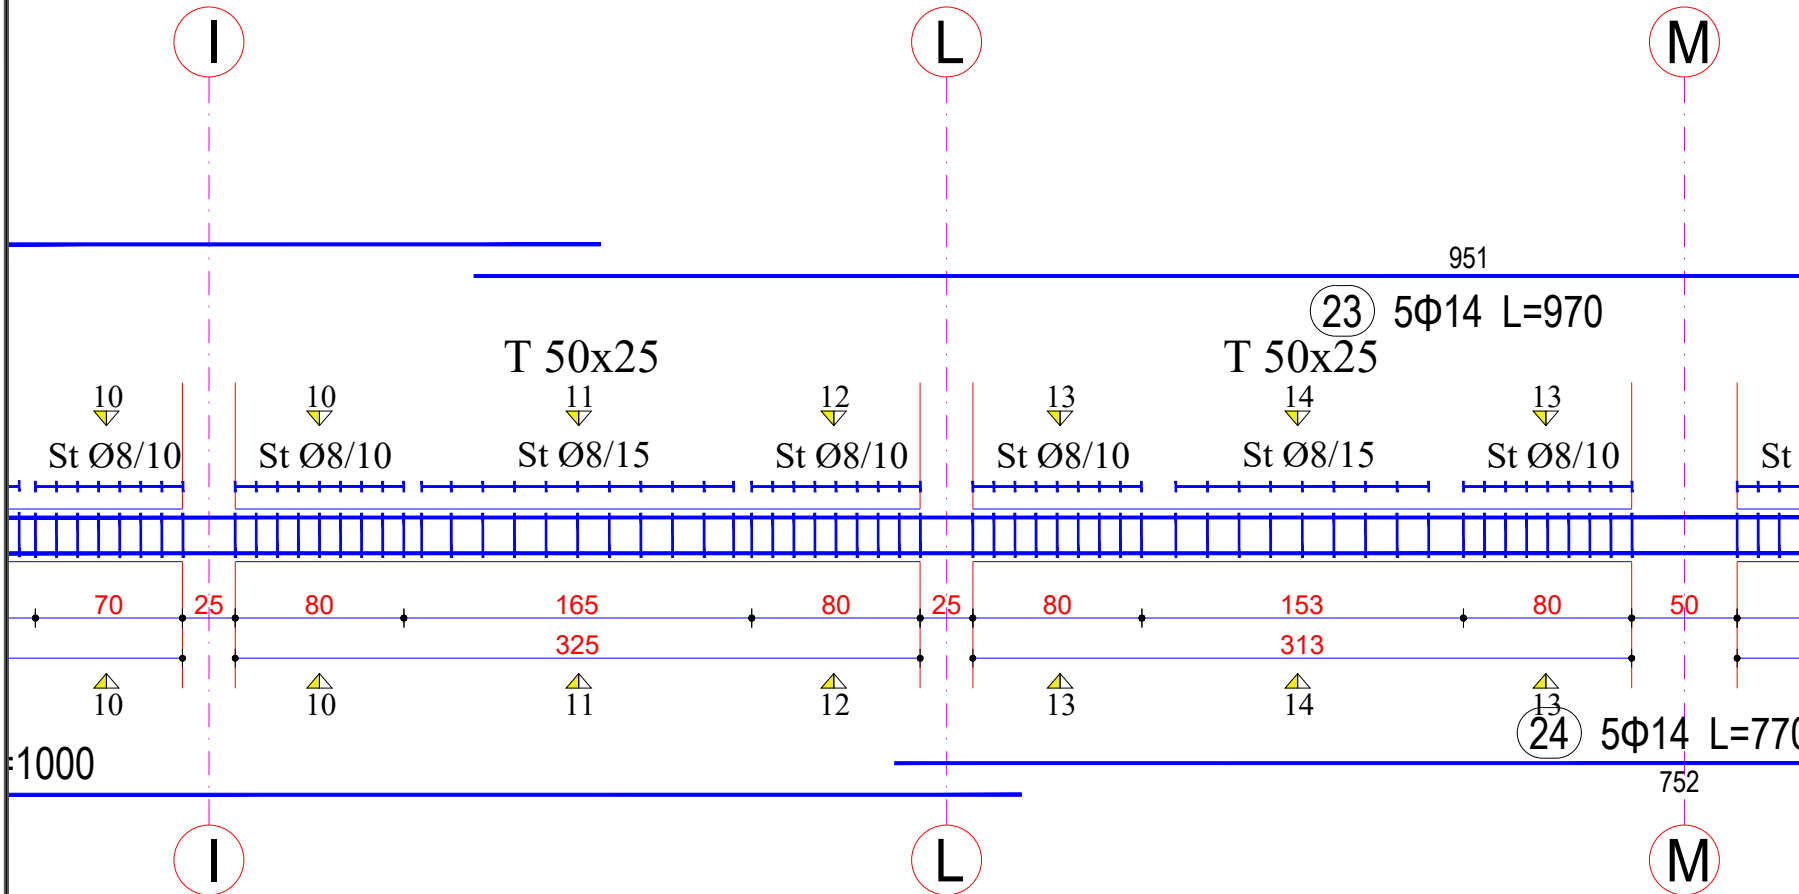 I L M
951
23 5Φ14 L=970
T 50x25 T 50x25
10 10 11 12 13 14 13
St Ø8/10 St Ø8/10 St Ø8/15 St Ø8/10 St Ø8/10 St Ø8/15 St Ø8/10 St
70 25 80 165 80 25 80 153 80 50
325 313
10 10 11 12 13 14 13
24 5Φ14 L=770
=1000
752
I L M